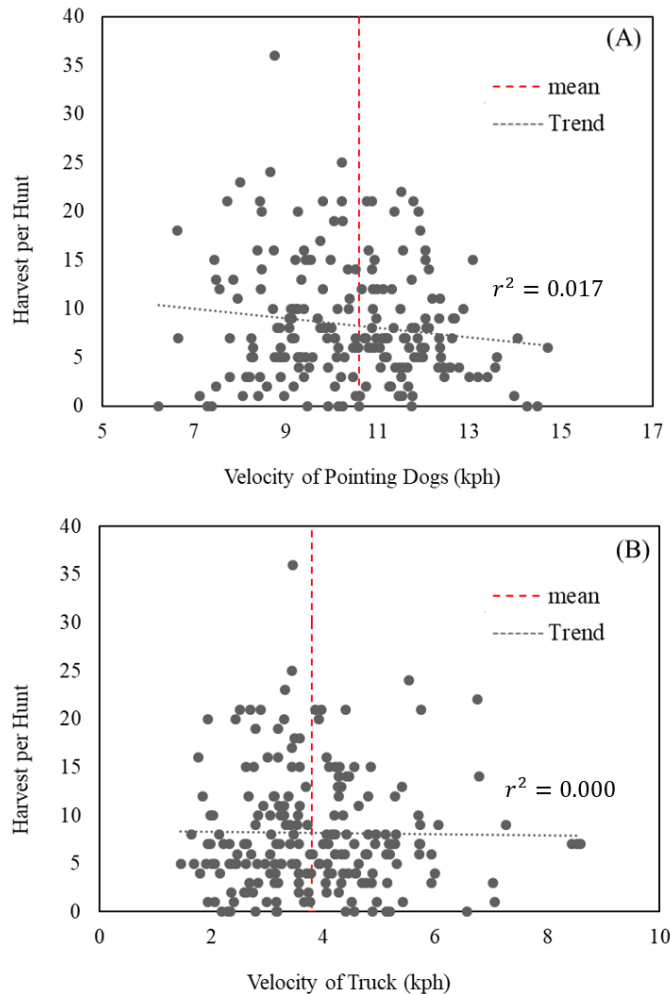 40
(A)
35
mean
30
Trend
25
20
15
r² = 0.017
10
5
0
5 7 9 11 13 15 17
Harvest per Hunt
Velocity of Pointing Dogs (kph)
40
(B)
35
mean
30
Trend
25
20
15
r² = 0.000
10
5
0
0 2 4 6 8 10
Harvest per Hunt
Velocity of Truck (kph)